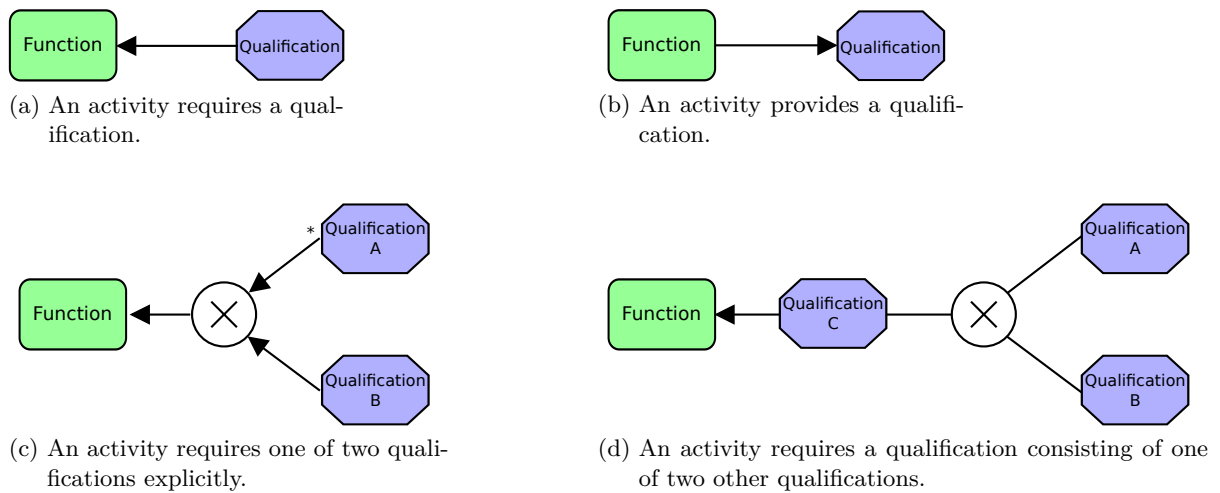 Function
Qualification
(a) An activity requires a qual-
ification.
Function
Qualification
(b) An activity provides a qualifi-
cation.
*
Qualification
A
Function
Qualification
B
(c) An activity requires one of two quali-
fications explicitly.
Qualification
A
Function
Qualification
C
Qualification
B
(d) An activity requires a qualification consisting of one
of two other qualifications.